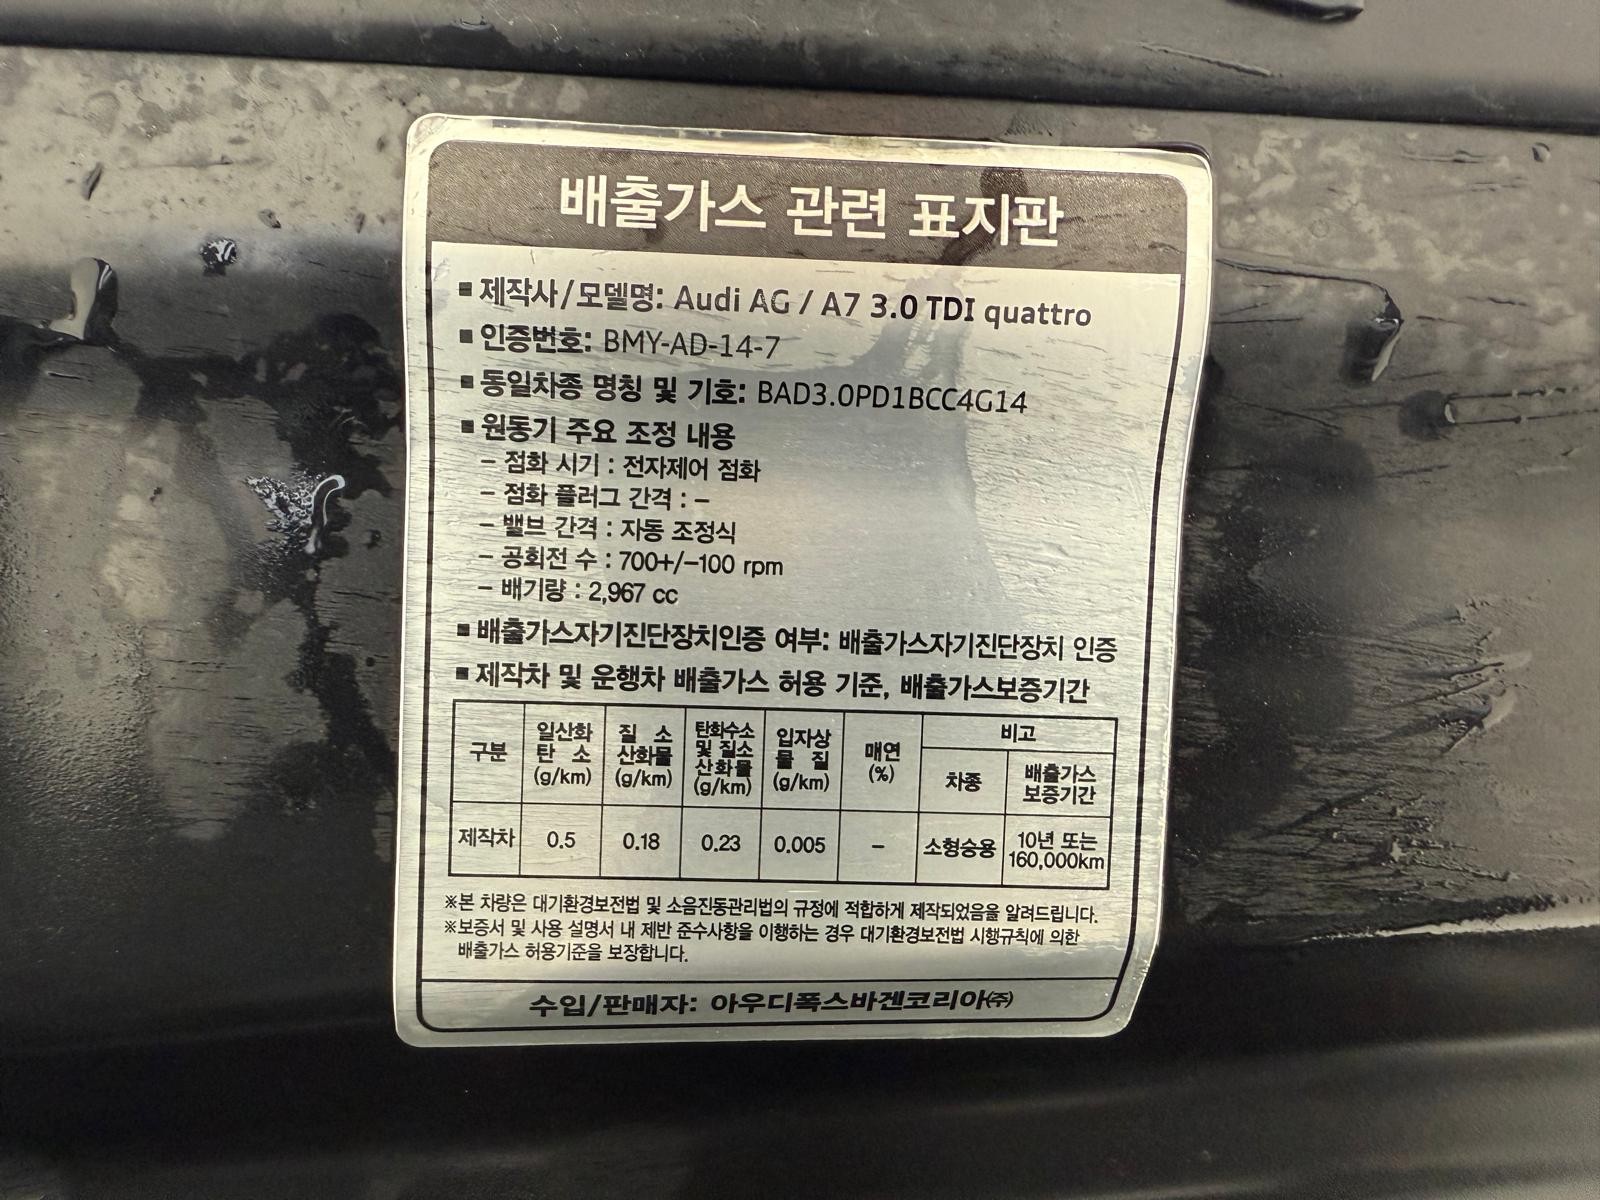 배출가스 관련 표지판
▪ 제작사/모델명: Audi AG / A7 3.0 TDI quattro
▪ 인증번호: BMY-AD-14-7
▪ 동일차종 명칭 및 기호: BAD3.0PD1BCC4G14
▪ 원동기 주요 조정 내용
– 점화 시기 : 전자제어 점화
– 점화 플러그 간격 : –
– 밸브 간격 : 자동 조정식
– 공회전 수 : 700+/–100 rpm
– 배기량 : 2,967 cc
▪ 배출가스자기진단장치인증 여부: 배출가스자기진단장치 인증
▪ 제작차 및 운행차 배출가스 허용 기준, 배출가스보증기간
구분
일산화
탄 소
(g/km)
질 소
산화물
(g/km)
탄화수소
및 질소
산화물
(g/km)
입자상
물 질
(g/km)
매연
(%)
비고
차종
배출가스
보증기간
제작차 0.5 0.18 0.23 0.005 – 소형승용
10년 또는
160,000km
※본 차량은 대기환경보전법 및 소음진동관리법의 규정에 적합하게 제작되었음을 알려드립니다.
※보증서 및 사용 설명서 내 제반 준수사항을 이행하는 경우 대기환경보전법 시행규칙에 의한
배출가스 허용기준을 보장합니다.
수입/판매자: 아우디폭스바겐코리아㈜